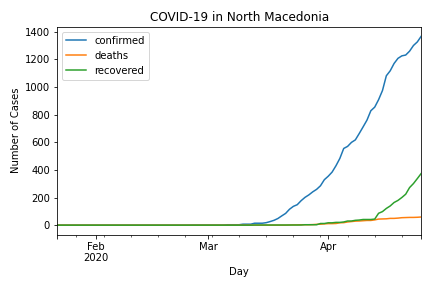 COVID-19 in North Macedonia
1400
1200
1000
800
600
400
200
0
Number of Cases
confirmed
deaths
recovered
Feb
2020
Mar
Apr
Day